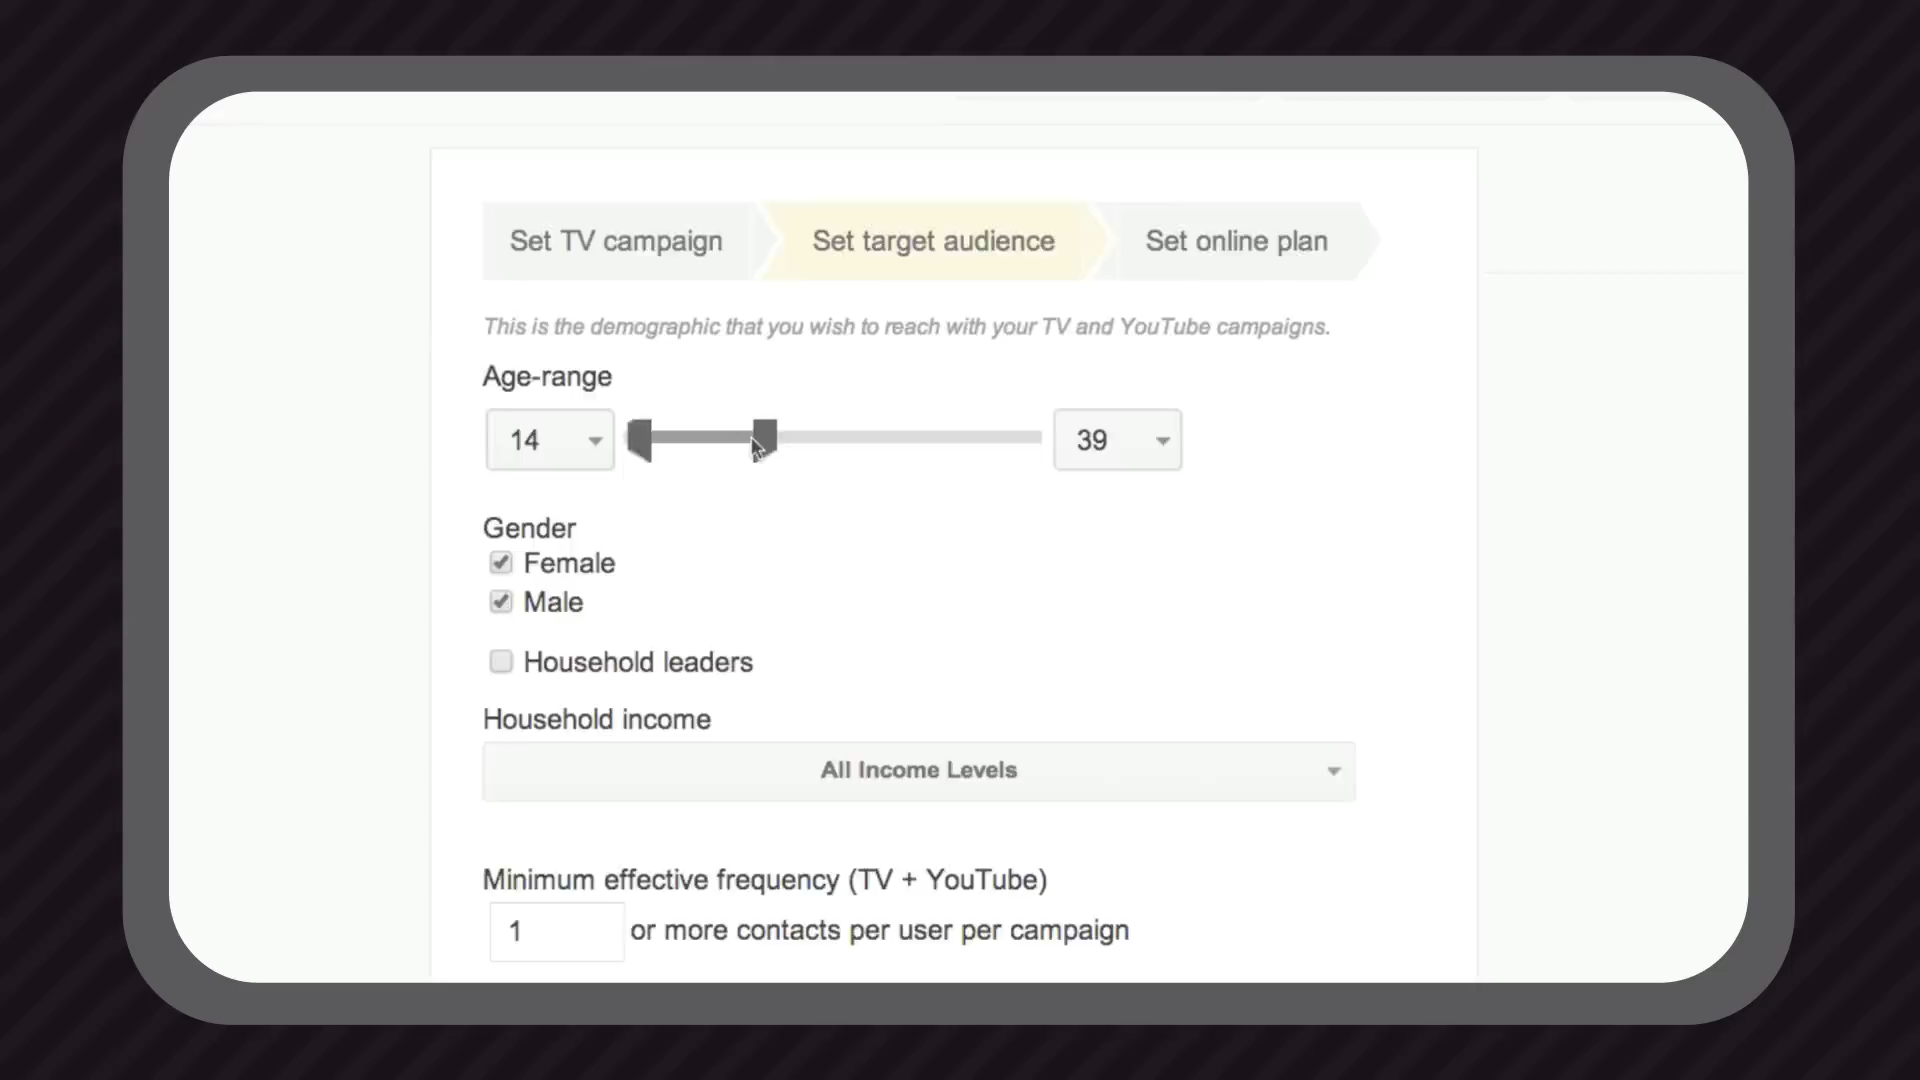 Set TV campaign Set target audience Set online plan
This is the demographic that you wish to reach with your TV and YouTube campaigns.
Age-range
14 39
Gender
Female
Male
Household leaders
Household income
All Income Levels
Minimum effective frequency (TV + YouTube)
1 or more contacts per user per campaign